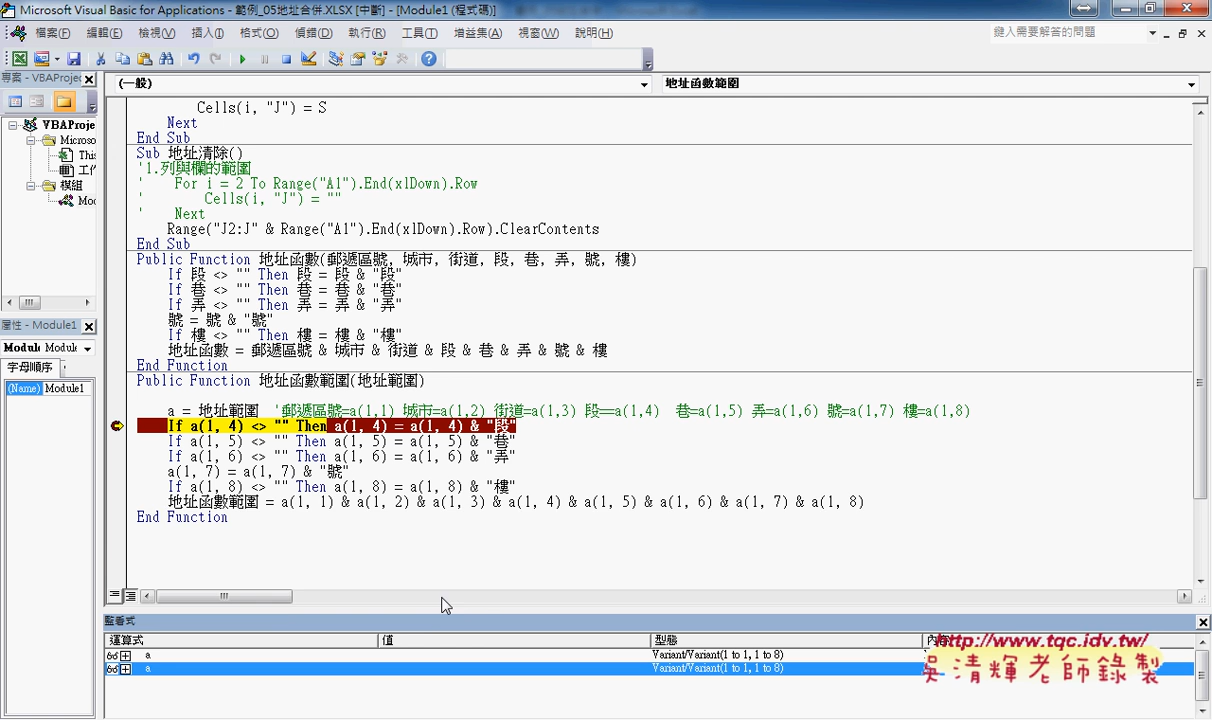 Microsoft Visual Basic for Applications - 範例_05地址合併.XLSX [中斷] - [Module1 (程式碼)]
檔案(F) 編輯(E) 檢視(V) 插入(I) 格式(O) 偵錯(D) 執行(R) 工具(T) 增益集(A) 視窗(W) 說明(H) 鍵入需要解答的問題
專案 - VBAProjec
VBAProje
Microso
This
工作
模組
Mod
屬性 - Module1
Module Module
字母順序
(Name) Module1
(一般) 地址函數範圍
Cells(i, "J") = S
Next
End Sub
Sub 地址清除()
'1.列與欄的範圍
' For i = 2 To Range("A1").End(xlDown).Row
' Cells(i, "J") = ""
' Next
Range("J2:J" & Range("A1").End(xlDown).Row).ClearContents
End Sub
Public Function 地址函數(郵遞區號, 城市, 街道, 段, 巷, 弄, 號, 樓)
If 段 <> "" Then 段 = 段 & "段"
If 巷 <> "" Then 巷 = 巷 & "巷"
If 弄 <> "" Then 弄 = 弄 & "弄"
號 = 號 & "號"
If 樓 <> "" Then 樓 = 樓 & "樓"
地址函數 = 郵遞區號 & 城市 & 街道 & 段 & 巷 & 弄 & 號 & 樓
End Function
Public Function 地址函數範圍(地址範圍)
a = 地址範圍 '郵遞區號=a(1,1) 城市=a(1,2) 街道=a(1,3) 段==a(1,4) 巷=a(1,5) 弄=a(1,6) 號=a(1,7) 樓=a(1,8)
If a(1, 4) <> "" Then a(1, 4) = a(1, 4) & "段"
If a(1, 5) <> "" Then a(1, 5) = a(1, 5) & "巷"
If a(1, 6) <> "" Then a(1, 6) = a(1, 6) & "弄"
a(1, 7) = a(1, 7) & "號"
If a(1, 8) <> "" Then a(1, 8) = a(1, 8) & "樓"
地址函數範圍 = a(1, 1) & a(1, 2) & a(1, 3) & a(1, 4) & a(1, 5) & a(1, 6) & a(1, 7) & a(1, 8)
End Function
監看式
運算式 值 型態
a Variant/Variant(1 to 1, 1 to 8)
a Variant/Variant(1 to 1, 1 to 8)
http://www.tqc.idv.tw/
吳清輝老師錄製